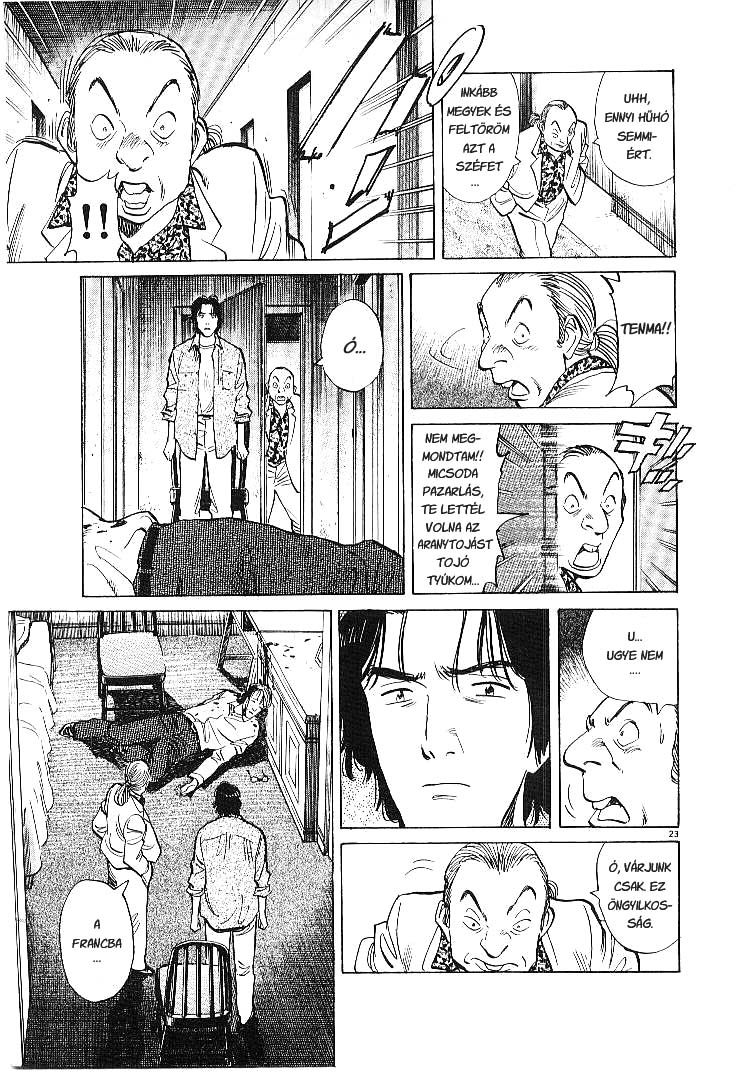 UHH,
ENNYI HŰHÓ
SEMMI-
ÉRT.
INKÁBB
MEGYEK ÉS
FELTÖRÖM
AZT A
SZÉFET
...
!!
TENMA!!
Ó...
NEM MEG-
MONDTAM!!
MICSODA
PAZARLÁS,
TE LETTÉL
VOLNA AZ
ARANYTOJÁST
TOJÓ
TYÚKOM...
U...
UGYE NEM
....
23
Ó, VÁRJUNK
CSAK EZ
ÖNGYILKOS-
SÁG.
A
FRANCBA
...